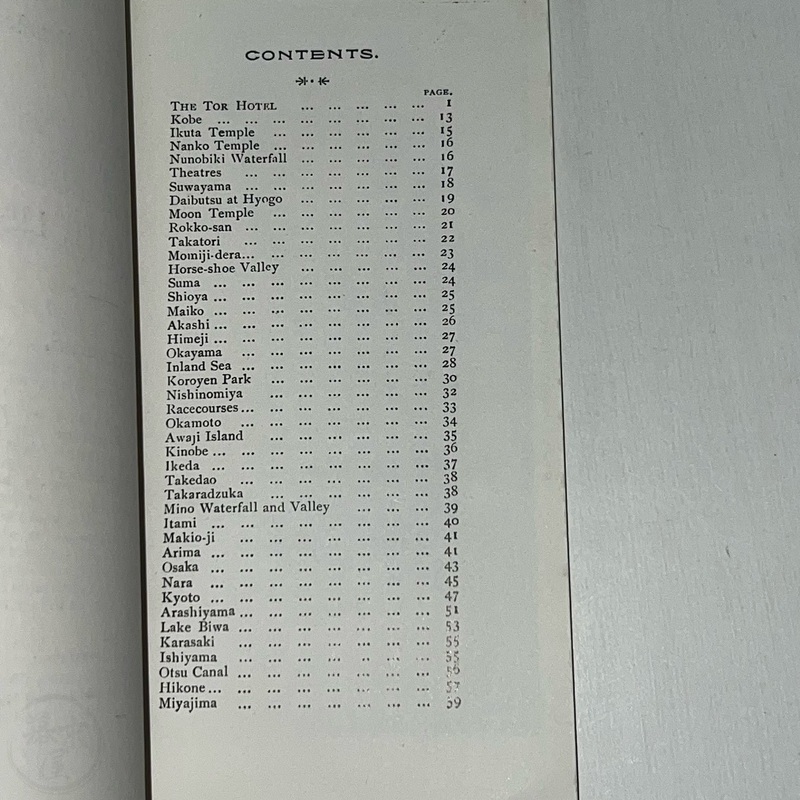 CONTENTS.
PAGE.
THE TOR HOTEL ... ... ... ... ... 1
Kobe ... ... ... ... ... ... ... ... 13
Ikuta Temple ... ... ... ... ... ... 15
Nanko Temple ... ... ... ... ... ... 16
Nunobiki Waterfall ... ... ... ... ... 16
Theatres ... ... ... ... ... ... ... 17
Suwayama ... ... ... ... ... ... ... 18
Daibutsu at Hyogo ... ... ... ... ... 19
Moon Temple ... ... ... ... ... ... 20
Rokko-san ... ... ... ... ... ... ... 21
Takatori ... ... ... ... ... ... ... 22
Momiji-dera... ... ... ... ... ... ... 23
Horse-shoe Valley ... ... ... ... ... 24
Suma ... ... ... ... ... ... ... ... 24
Shioya ... ... ... ... ... ... ... ... 25
Maiko ... ... ... ... ... ... ... ... 25
Akashi ... ... ... ... ... ... ... ... 26
Himeji ... ... ... ... ... ... ... ... 27
Okayama ... ... ... ... ... ... ... 27
Inland Sea ... ... ... ... ... ... ... 28
Koroyen Park ... ... ... ... ... ... 30
Nishinomiya ... ... ... ... ... ... 32
Racecourses ... ... ... ... ... ... ... 33
Okamoto ... ... ... ... ... ... ... 34
Awaji Island ... ... ... ... ... ... 35
Kinobe ... ... ... ... ... ... ... ... 36
Ikeda ... ... ... ... ... ... ... ... 37
Takedao ... ... ... ... ... ... ... 38
Takaradzuka ... ... ... ... ... ... 38
Mino Waterfall and Valley ... ... ... 39
Itami ... ... ... ... ... ... ... ... 40
Makio-ji ... ... ... ... ... ... ... 41
Arima ... ... ... ... ... ... ... ... 41
Osaka ... ... ... ... ... ... ... ... 43
Nara ... ... ... ... ... ... ... ... 45
Kyoto ... ... ... ... ... ... ... ... 47
Arashiyama ... ... ... ... ... ... ... 51
Lake Biwa ... ... ... ... ... ... ... 53
Karasaki ... ... ... ... ... ... ... 55
Ishiyama ... ... ... ... ... ... ... 55
Otsu Canal ... ... ... ... ... ... ... 56
Hikone ... ... ... ... ... ... ... ... 57
Miyajima ... ... ... ... ... ... ... 59